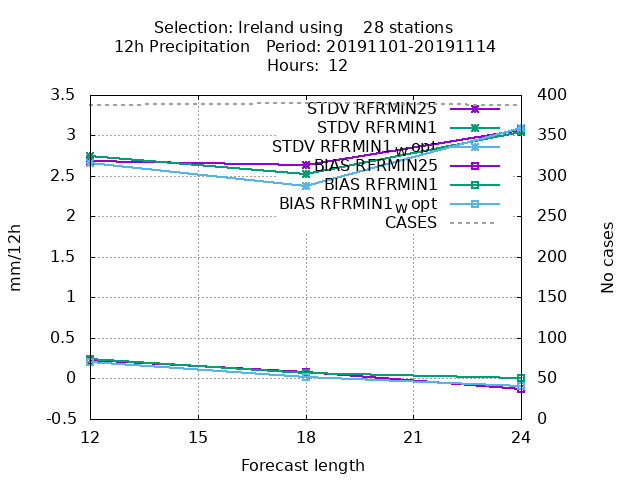 Selection: Ireland using 28 stations
12h Precipitation Period: 20191101-20191114
Hours: 12
3.5
3
2.5
2
1.5
1
0.5
0
-0.5
400
350
300
250
200
150
100
50
0
STDV RFRMIN25
STDV RFRMIN1
STDV RFRMIN1_W opt
BIAS RFRMIN25
BIAS RFRMIN1
BIAS RFRMIN1_W opt
CASES
mm/12h
No cases
12 15 18 21 24
Forecast length